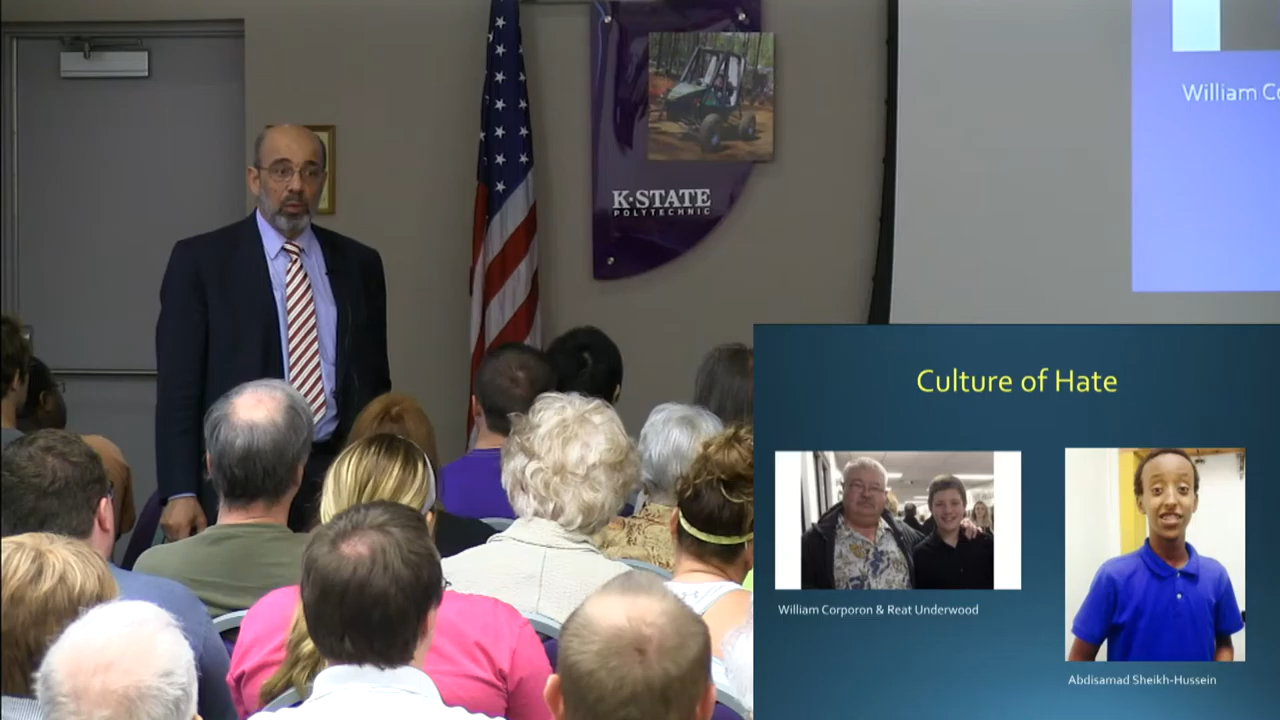 K·STATE
POLYTECHNIC
William Co
Culture of Hate
William Corporon & Reat Underwood
Abdisamad Sheikh-Hussein